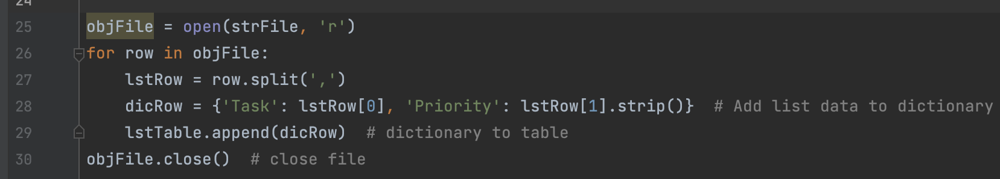 24
25 objFile = open(strFile, 'r')
26 for row in objFile:
27     lstRow = row.split(',')
28     dicRow = {'Task': lstRow[0], 'Priority': lstRow[1].strip()}  # Add list data to dictionary
29     lstTable.append(dicRow)  # dictionary to table
30 objFile.close()  # close file